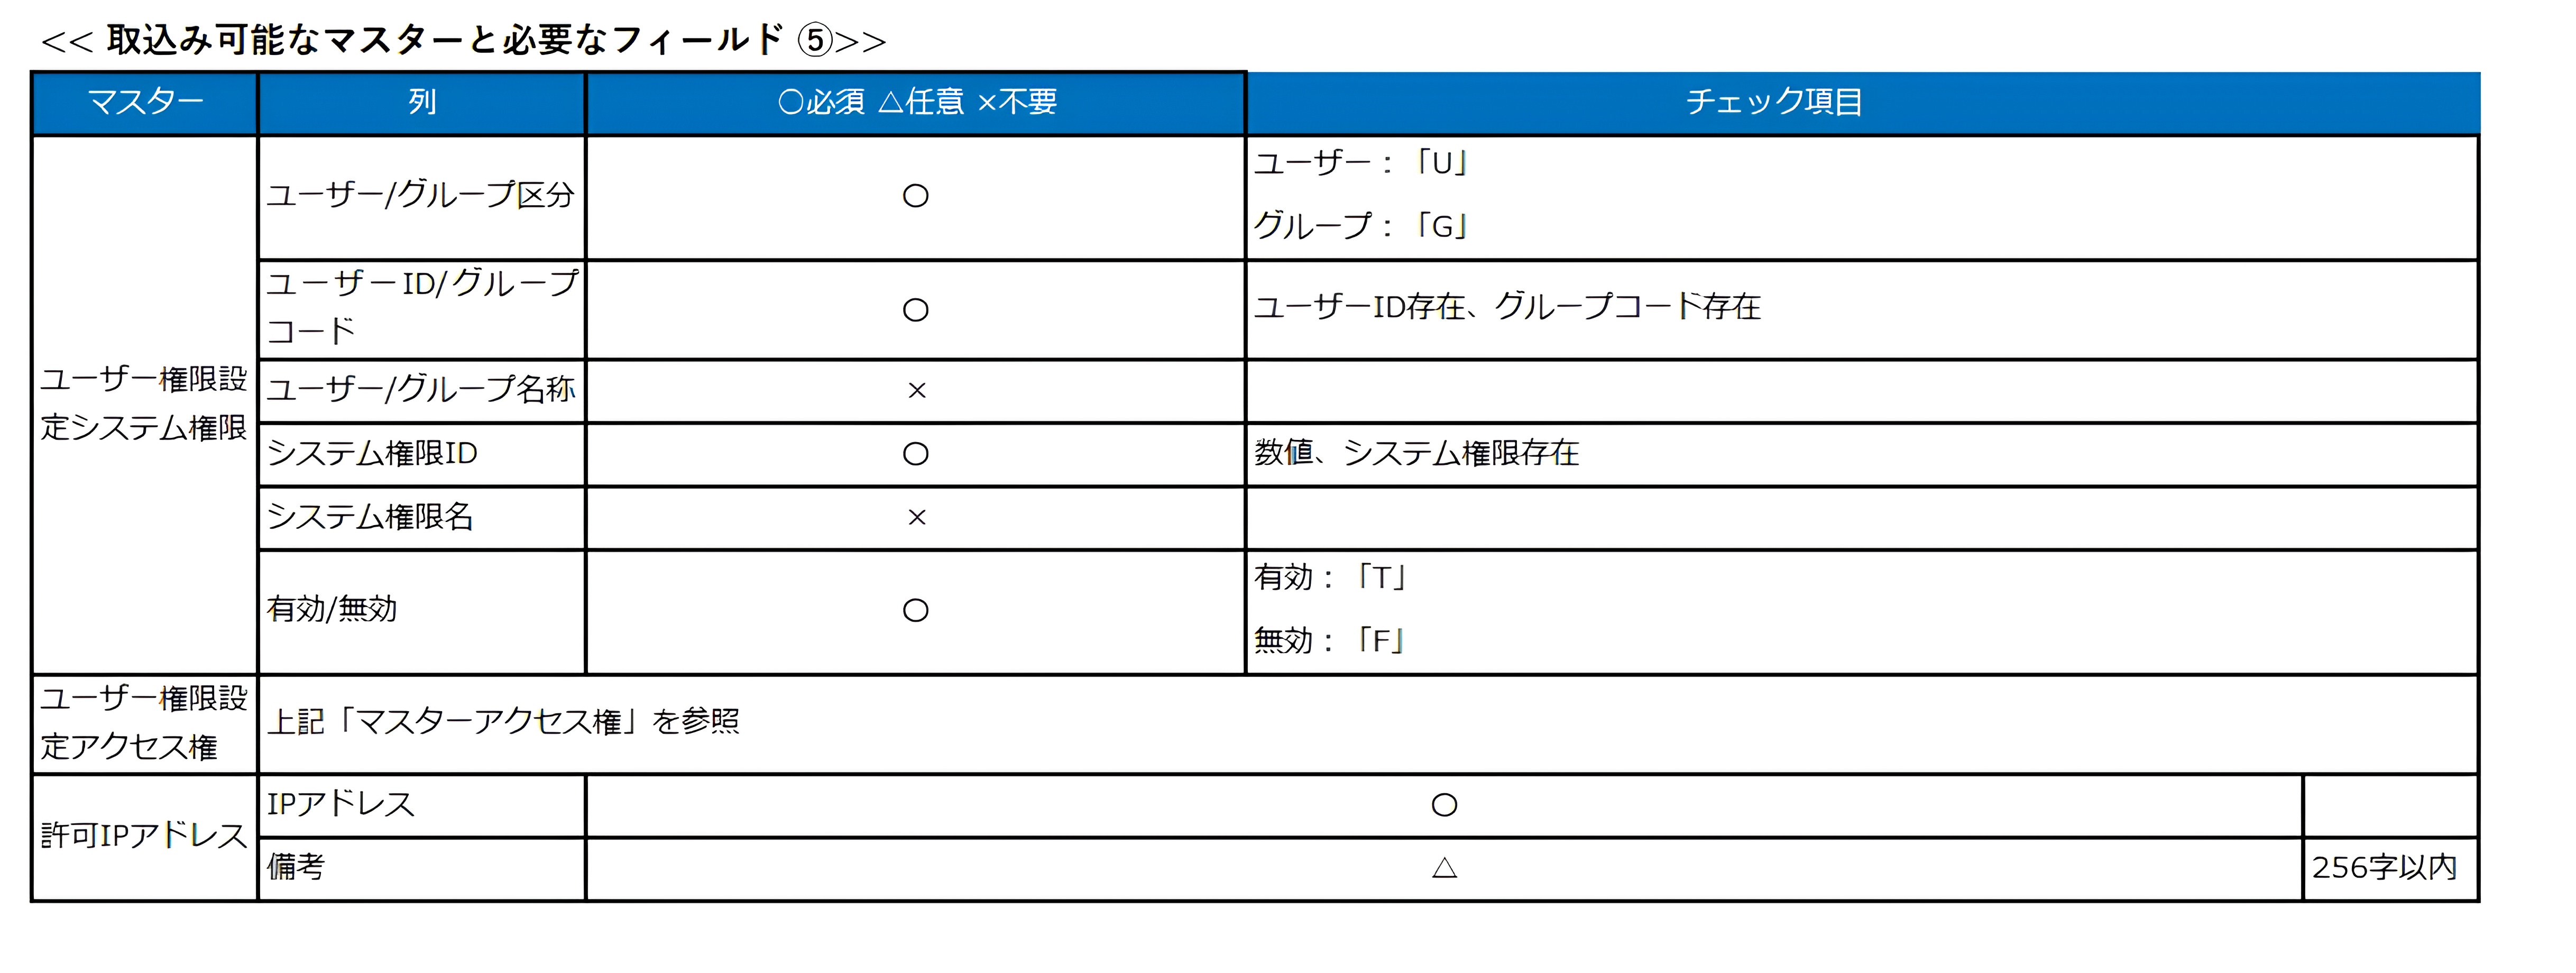 << 取込み可能なマスターと必要なフィールド ⑤>>
マスター 列 ○必須 △任意 ×不要 チェック項目
ユーザー権限設
定システム権限
ユーザー/グループ区分 ○ ユーザー：「U」
グループ：「G」
ユーザーID/グループ
コード ○ ユーザーID存在、グループコード存在
ユーザー/グループ名称 ×
システム権限ID ○ 数値、システム権限存在
システム権限名 ×
有効/無効 ○ 有効：「T」
無効：「F」
ユーザー権限設
定アクセス権
上記「マスターアクセス権」を参照
許可IPアドレス
IPアドレス ○
備考 △ 256字以内